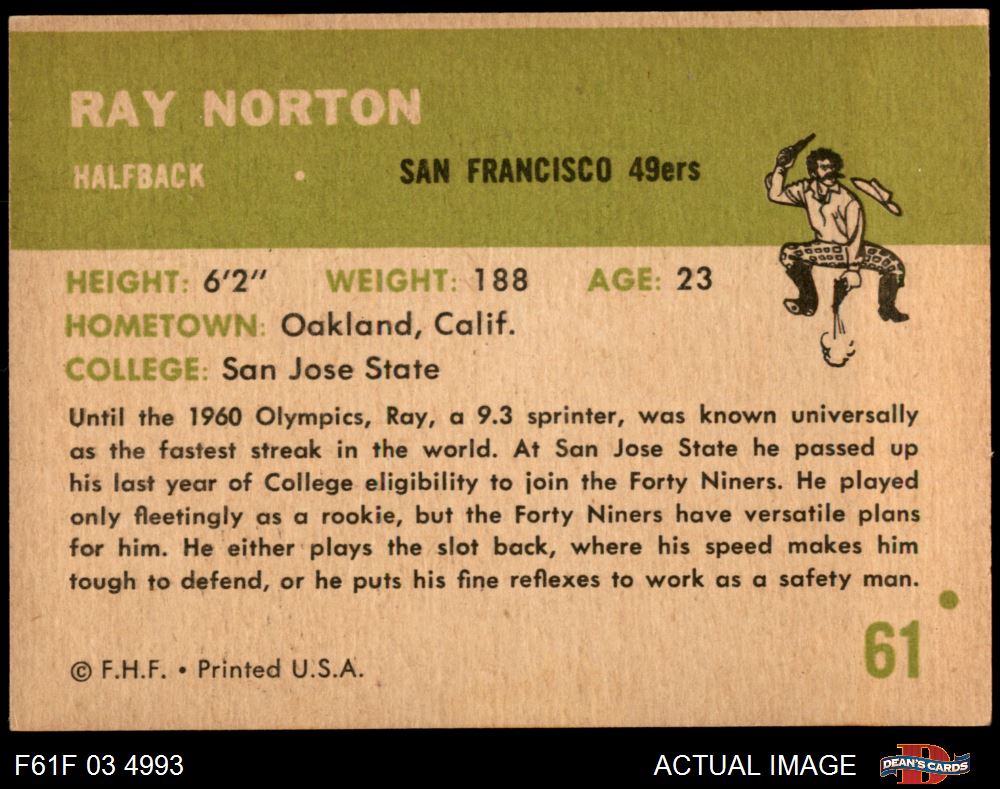 RAY NORTON
HALFBACK • SAN FRANCISCO 49ers
HEIGHT: 6'2" WEIGHT: 188 AGE: 23
HOMETOWN: Oakland, Calif.
COLLEGE: San Jose State
Until the 1960 Olympics, Ray, a 9.3 sprinter, was known universally
as the fastest streak in the world. At San Jose State he passed up
his last year of College eligibility to join the Forty Niners. He played
only fleetingly as a rookie, but the Forty Niners have versatile plans
for him. He either plays the slot back, where his speed makes him
tough to defend, or he puts his fine reflexes to work as a safety man.
61
© F.H.F. • Printed U.S.A.
F61F 03 4993
ACTUAL IMAGE
D
DEAN'S CARDS